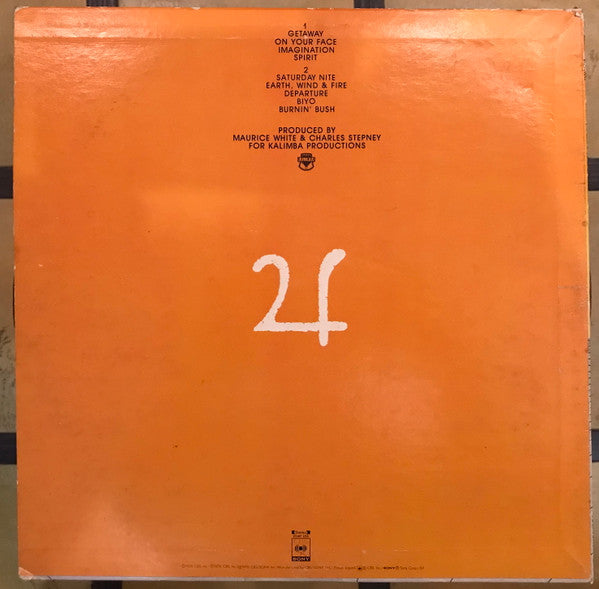 1
GETAWAY
ON YOUR FACE
IMAGINATION
SPIRIT
2
SATURDAY NITE
EARTH, WIND & FIRE
DEPARTURE
BIYO
BURNIN' BUSH
PRODUCED BY
MAURICE WHITE & CHARLES STEPNEY
FOR KALIMBA PRODUCTIONS
SONY